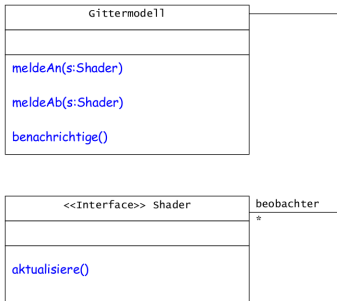 Gittermodell
meldeAn(s:Shader)
meldeAb(s:Shader)
benachrichtige()
<<Interface>> Shader
beobachter
*
aktualisiere()